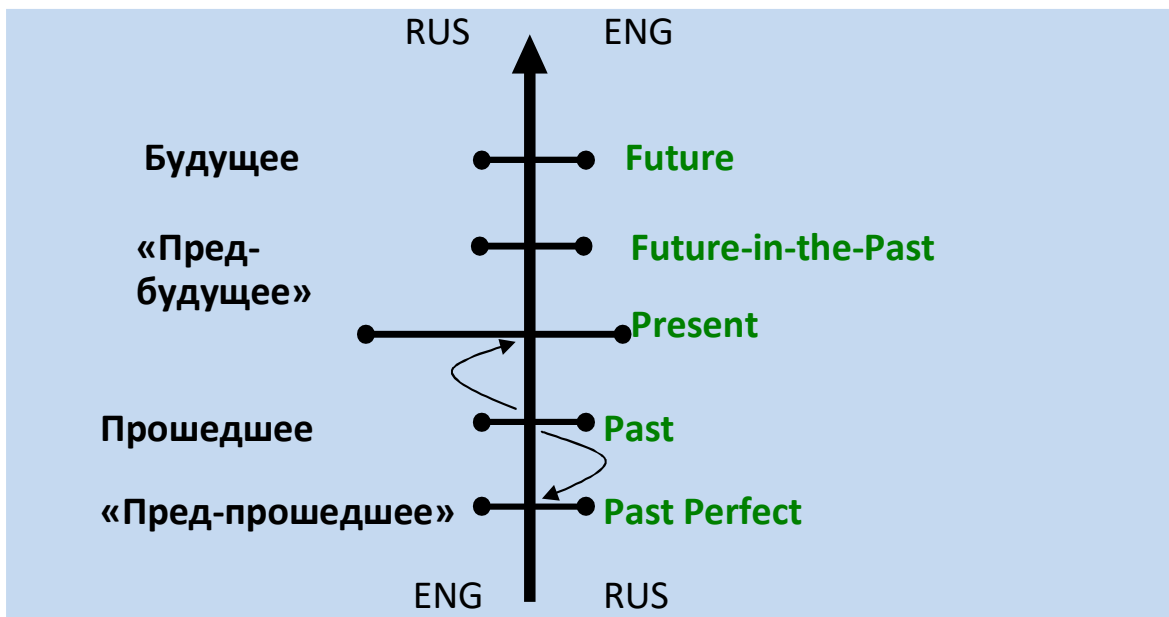 RUS ENG
Будущее Future
«Пред-
будущее» Future-in-the-Past
Present
Прошедшее Past
«Пред-прошедшее» Past Perfect
ENG RUS